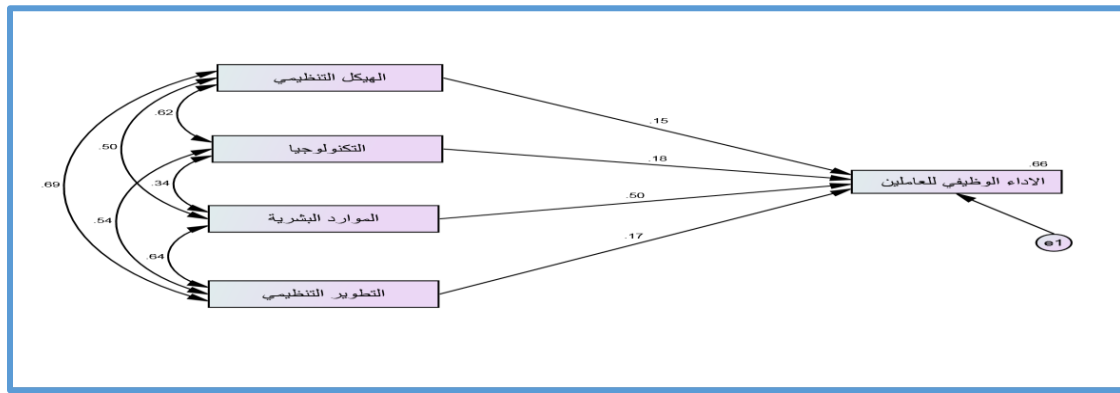 الهيكل التنظيمي
.15
.62
التكنولوجيا
.50
.18
.66
.34
الاداء الوظيفي للعاملين
.69
الموارد البشرية
.50
.54
.17
e1
.64
التطوير التنظيمي